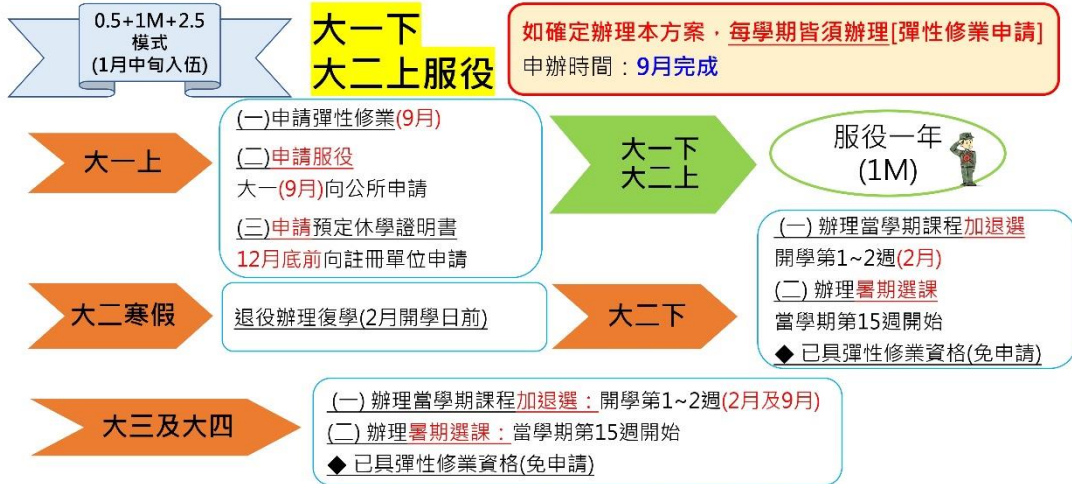 0.5+1M+2.5
模式
(1月中旬入伍)
大一下
大二上服役
如確定辦理本方案，每學期皆須辦理[彈性修業申請]
申辦時間：9月完成
大一上
(一)申請彈性修業(9月)
(二)申請服役
大一(9月)向公所申請
(三)申請預定休學證明書
12月底前向註冊單位申請
大一下
大二上
服役一年
(1M)
大二寒假
退役辦理復學(2月開學日前)
大二下
(一) 辦理當學期課程加退選
開學第1~2週(2月)
(二) 辦理暑期選課
當學期第15週開始
◆ 已具彈性修業資格(免申請)
大三及大四
(一) 辦理當學期課程加退選：開學第1~2週(2月及9月)
(二) 辦理暑期選課：當學期第15週開始
◆ 已具彈性修業資格(免申請)